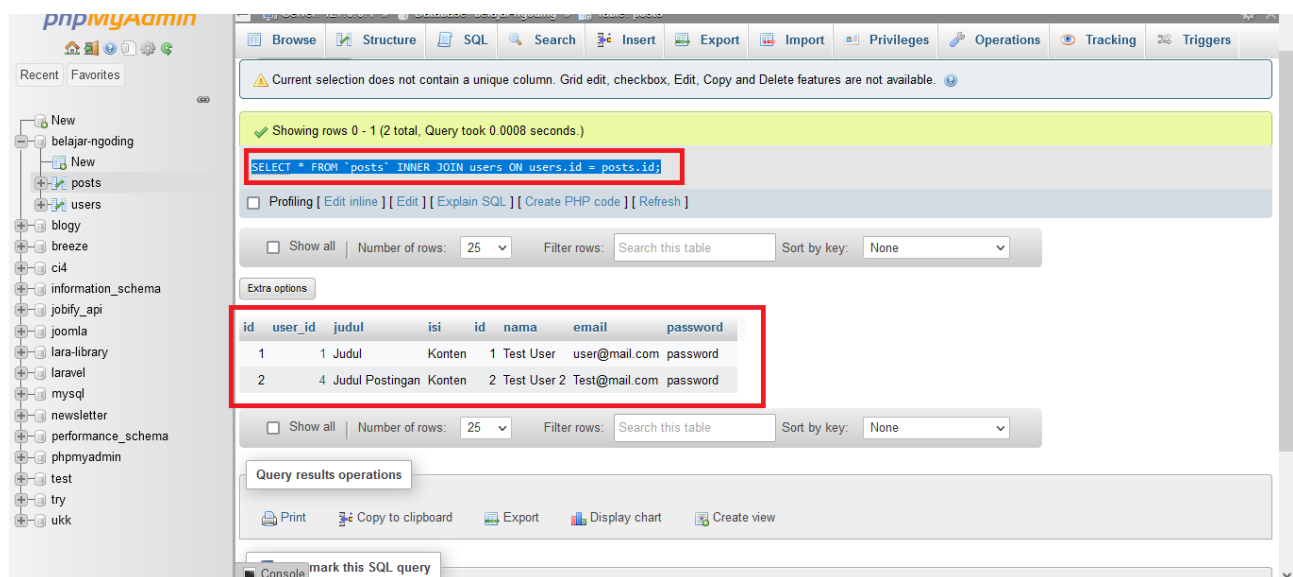 phpMyAdmin
Recent Favorites
New
belajar-ngoding
New
posts
users
blogy
breeze
ci4
information_schema
jobify_api
joomla
lara-library
laravel
mysql
newsletter
performance_schema
phpmyadmin
test
try
ukk
Browse Structure SQL Search Insert Export Import Privileges Operations Tracking Triggers
Current selection does not contain a unique column. Grid edit, checkbox, Edit, Copy and Delete features are not available.
Showing rows 0 - 1 (2 total, Query took 0.0008 seconds.)
SELECT * FROM `posts` INNER JOIN users ON users.id = posts.id;
Profiling [ Edit inline ] [ Edit ] [ Explain SQL ] [ Create PHP code ] [ Refresh ]
Show all | Number of rows: 25 Filter rows: Search this table Sort by key: None
Extra options
id user_id judul isi id nama email password
1 1 Judul Konten 1 Test User user@mail.com password
2 4 Judul Postingan Konten 2 Test User 2 Test@mail.com password
Show all | Number of rows: 25 Filter rows: Search this table Sort by key: None
Query results operations
Print Copy to clipboard Export Display chart Create view
mark this SQL query
Console